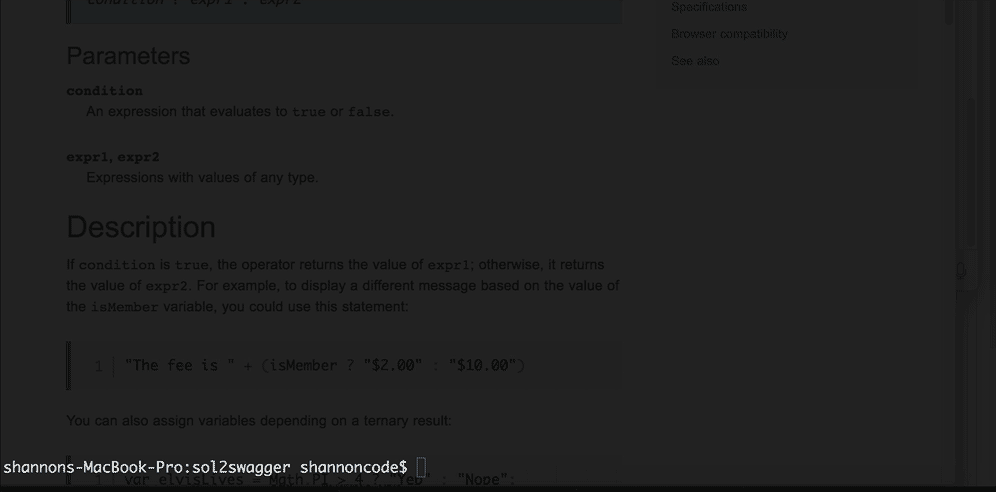 condition ? expr1 : expr2
Specifications
Browser compatibility
See also
Parameters
condition
An expression that evaluates to true or false.
expr1, expr2
Expressions with values of any type.
Description
If condition is true, the operator returns the value of expr1; otherwise, it returns
the value of expr2. For example, to display a different message based on the value of
the isMember variable, you could use this statement:
1 "The fee is " + (isMember ? "$2.00" : "$10.00")
You can also assign variables depending on a ternary result:
shannons-MacBook-Pro:sol2swagger shannoncode$
1 var elvisLives = Math.PI > 4 ? "Yep" : "Nope";